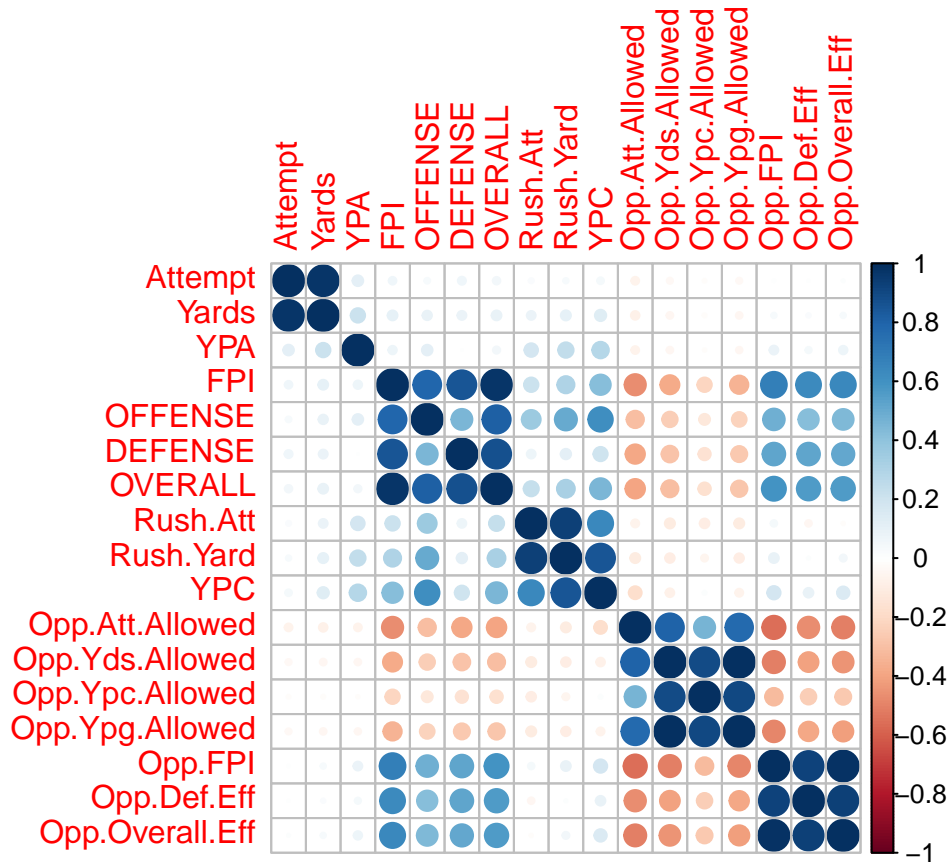 Attempt
Yards
YPA
FPI
OFFENSE
DEFENSE
OVERALL
Rush.Att
Rush.Yard
YPC
Opp.Att.Allowed
Opp.Yds.Allowed
Opp.Ypc.Allowed
Opp.Ypg.Allowed
Opp.FPI
Opp.Def.Eff
Opp.Overall.Eff
Attempt
Yards
YPA
FPI
OFFENSE
DEFENSE
OVERALL
Rush.Att
Rush.Yard
YPC
Opp.Att.Allowed
Opp.Yds.Allowed
Opp.Ypc.Allowed
Opp.Ypg.Allowed
Opp.FPI
Opp.Def.Eff
Opp.Overall.Eff
1
0.8
0.6
0.4
0.2
0
−0.2
−0.4
−0.6
−0.8
−1